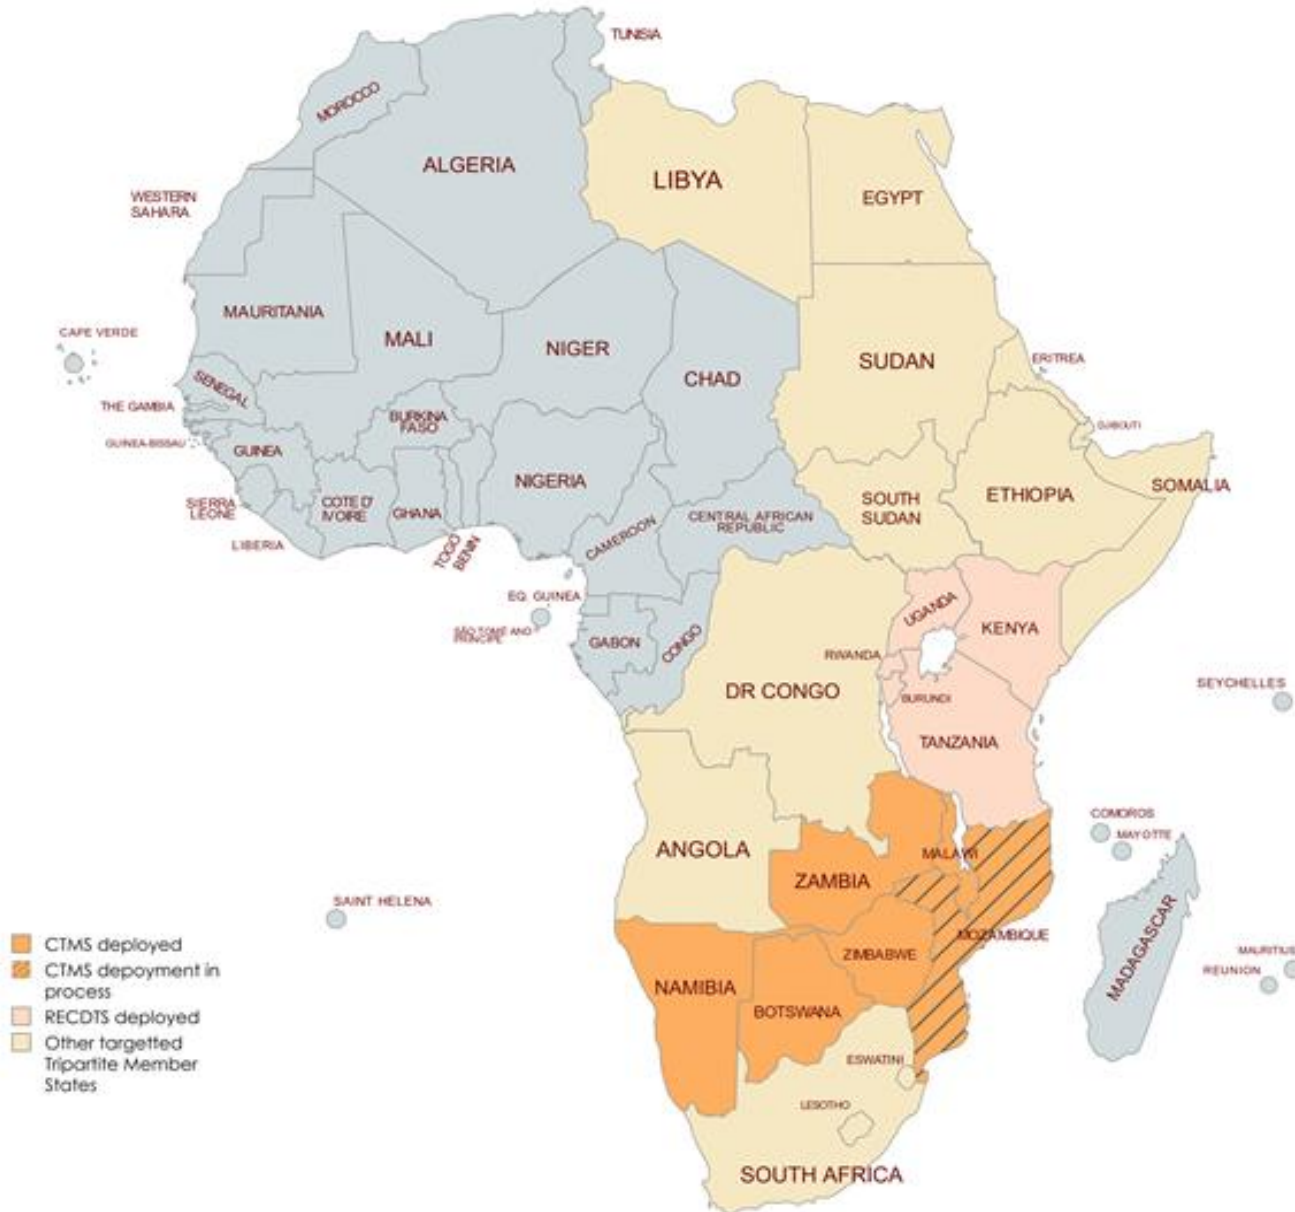 TUNISIA
MOROCCO
ALGERIA
LIBYA
EGYPT
WESTERN
SAHARA
MAURITANIA
MALI
NIGER
CHAD
SUDAN
ERITREA
CAPE VERDE
SENEGAL
THE GAMBIA
BURKINA
FASO
DJIBOUTI
GUINEA-BISSAU
GUINEA
NIGERIA
SOUTH
SUDAN
ETHIOPIA
SOMALIA
SIERRA
LEONE
COTE D'
IVOIRE
GHANA
CENTRAL AFRICAN
REPUBLIC
LIBERIA
TOGO
BENIN
CAMEROON
EQ. GUINEA
SÃO TOMÉ AND
PRINCIPE
GABON
CONGO
UGANDA
KENYA
RWANDA
DR CONGO
BURUNDI
SEYCHELLES
TANZANIA
COMOROS
MAYOTTE
ANGOLA
MALAWI
ZAMBIA
SAINT HELENA
MADAGASCAR
MOZAMBIQUE
ZIMBABWE
MAURITIUS
REUNION
NAMIBIA
BOTSWANA
ESWATINI
LESOTHO
SOUTH AFRICA
CTMS deployed
CTMS depoyment in
process
RECDTS deployed
Other targetted
Tripartite Member
States